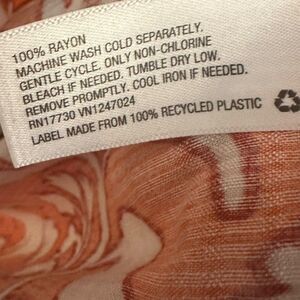 100% RAYON
MACHINE WASH COLD SEPARATELY.
GENTLE CYCLE. ONLY NON-CHLORINE
BLEACH IF NEEDED. TUMBLE DRY LOW.
REMOVE PROMPTLY. COOL IRON IF NEEDED.
RN17730 VN1247024
LABEL MADE FROM 100% RECYCLED PLASTIC